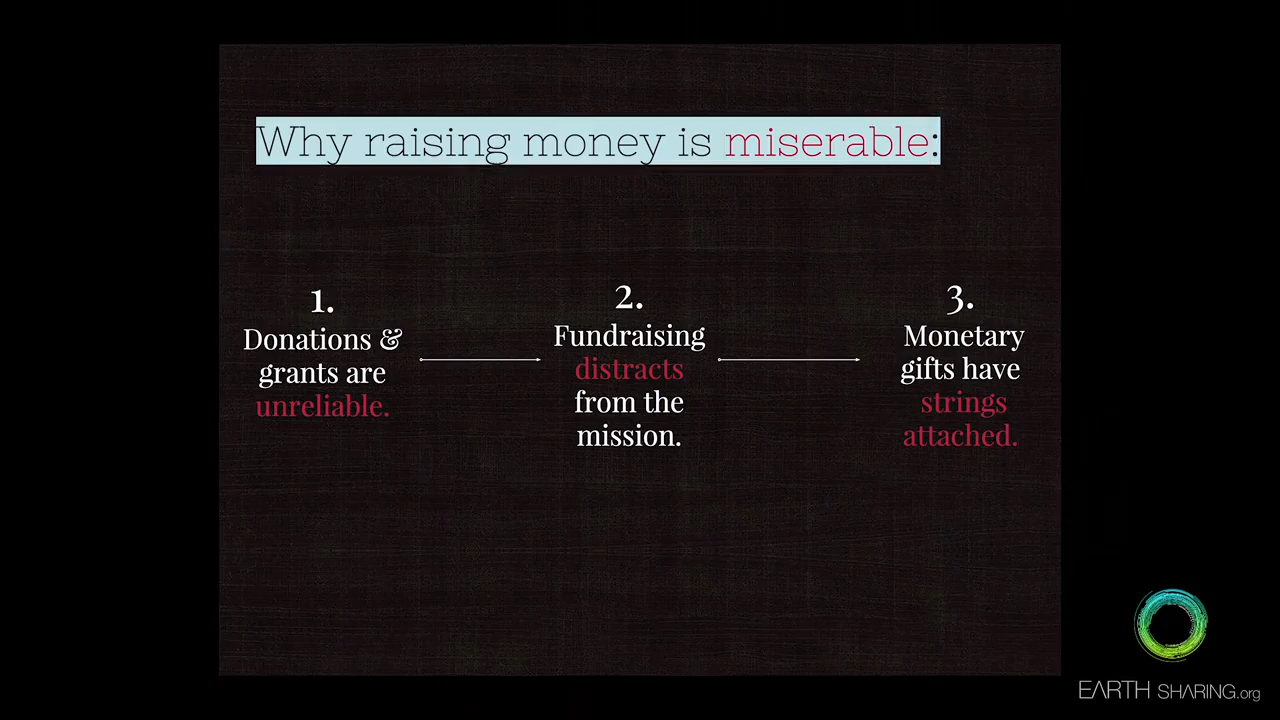 Why raising money is miserable:
1.
Donations &
grants are
unreliable.
2.
Fundraising
distracts
from the
mission.
3.
Monetary
gifts have
strings
attached.
EARTH SHARING.org